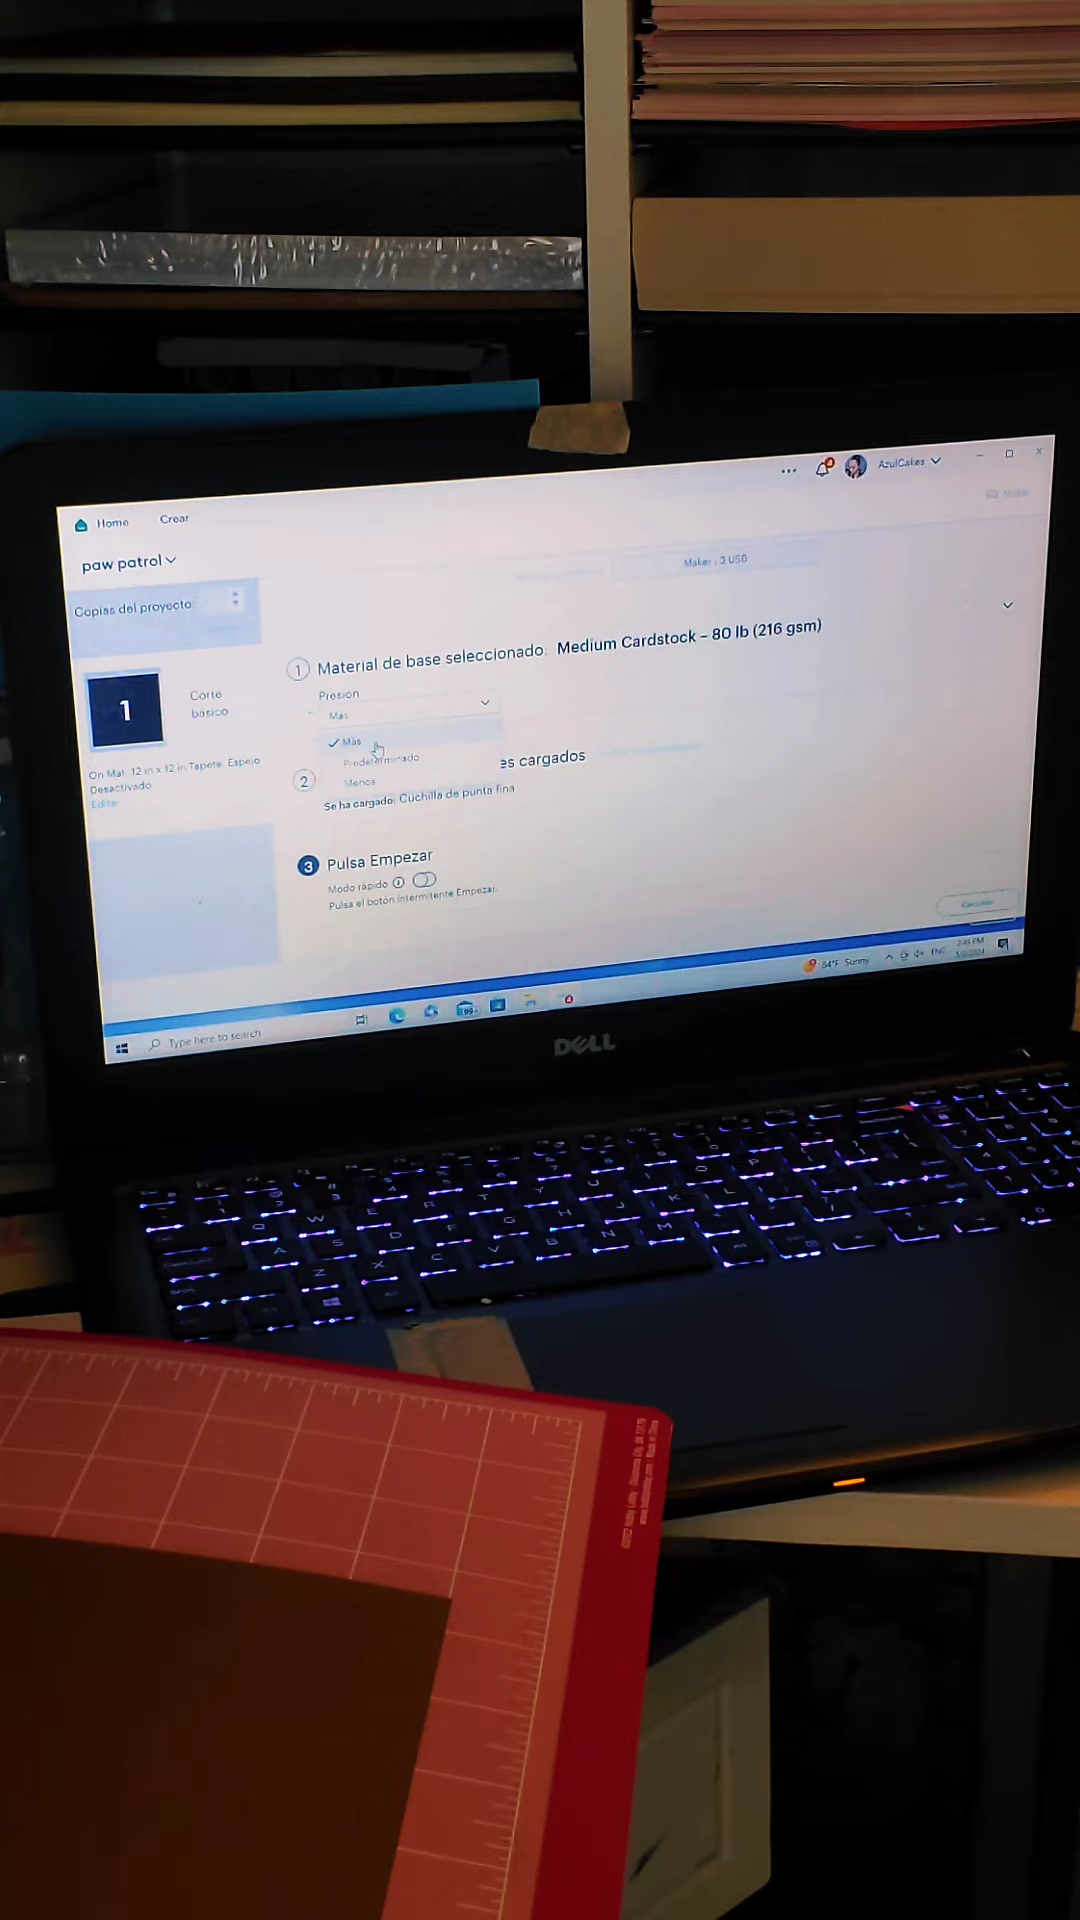 AzulCakes
Home Crear
paw patrol
Maker : 3 USB
Copias del proyecto
1 Material de base seleccionado: Medium Cardstock – 80 lb (216 gsm)
Presión
Más
Más
Predeterminado
Menos
1
Corte
básico
On Mat. 12 in x 12 in Tapete. Espejo
Desactivado
Editar
2
es cargados
Se ha cargado: Cuchilla de punta fina
3 Pulsa Empezar
Modo rápido
Pulsa el botón intermitente Empezar.
Cancelar
Type here to search
99+
84°F Sunny
ENG
DELL
Q W E R T Y U I O P
A S D F G H J K L
Z X C V B N M